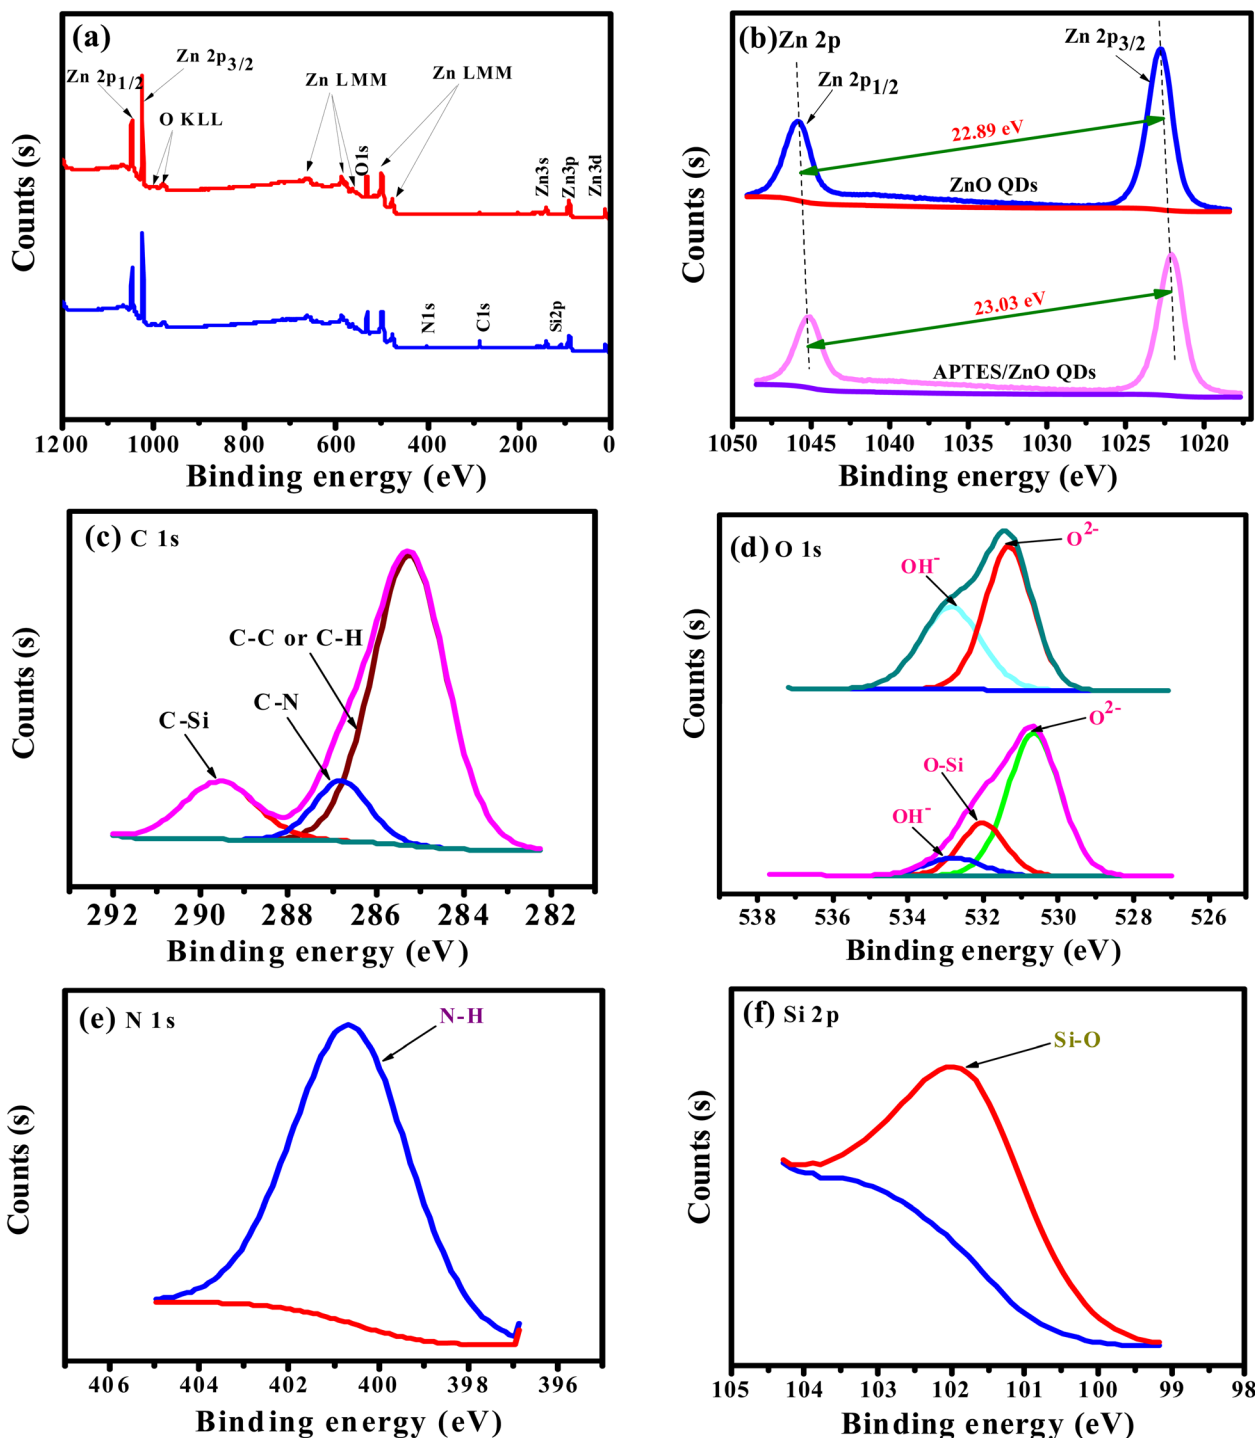 (a)
Zn 2p3/2
Zn 2p1/2
O KLL
Zn LMM
Zn LMM
O1s
Zn3s
Zn3p
Zn3d
N1s
C1s
Si2p
Counts (s)
1200 1000 800 600 400 200 0
Binding energy (eV)
(b) Zn 2p
Zn 2p3/2
Zn 2p1/2
22.89 eV
ZnO QDs
23.03 eV
APTES/ZnO QDs
Counts (s)
1050 1045 1040 1035 1030 1025 1020
Binding energy (eV)
(c) C 1s
C-C or C-H
C-N
C-Si
Counts (s)
292 290 288 286 284 282
Binding energy (eV)
(d) O 1s
O2-
OH-
O2-
O-Si
OH-
Counts (s)
538 536 534 532 530 528 526
Binding energy (eV)
(e) N 1s
N-H
Counts (s)
406 404 402 400 398 396
Binding energy (eV)
(f) Si 2p
Si-O
Counts (s)
105 104 103 102 101 100 99 98
Binding energy (eV)